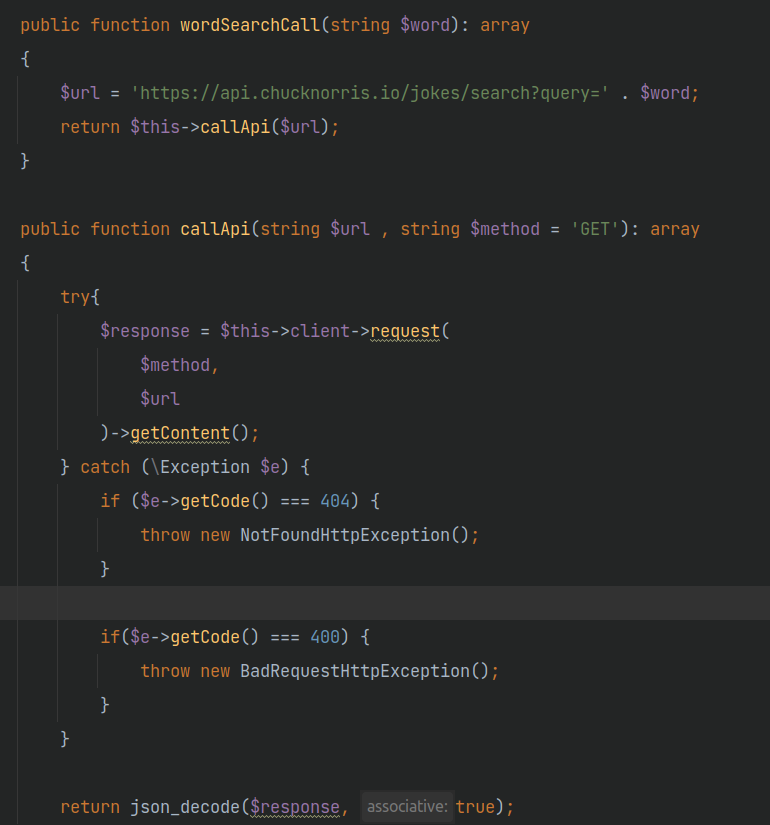 public function wordSearchCall(string $word): array
{
$url = 'https://api.chucknorris.io/jokes/search?query=' . $word;
return $this->callApi($url);
}
public function callApi(string $url , string $method = 'GET'): array
{
try{
$response = $this->client->request(
$method,
$url
)->getContent();
} catch (\Exception $e) {
if ($e->getCode() === 404) {
throw new NotFoundHttpException();
}
if($e->getCode() === 400) {
throw new BadRequestHttpException();
}
}
return json_decode($response, associative: true);